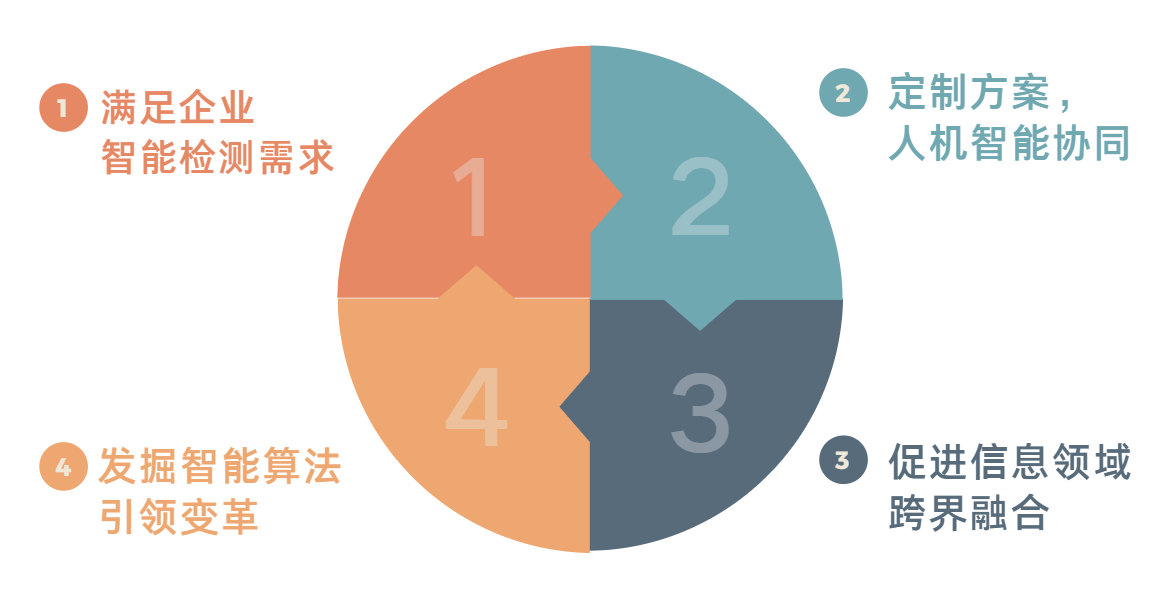 1
满足企业
智能检测需求
2
定制方案，
人机智能协同
1
2
4
3
4
发掘智能算法
引领变革
3
促进信息领域
跨界融合